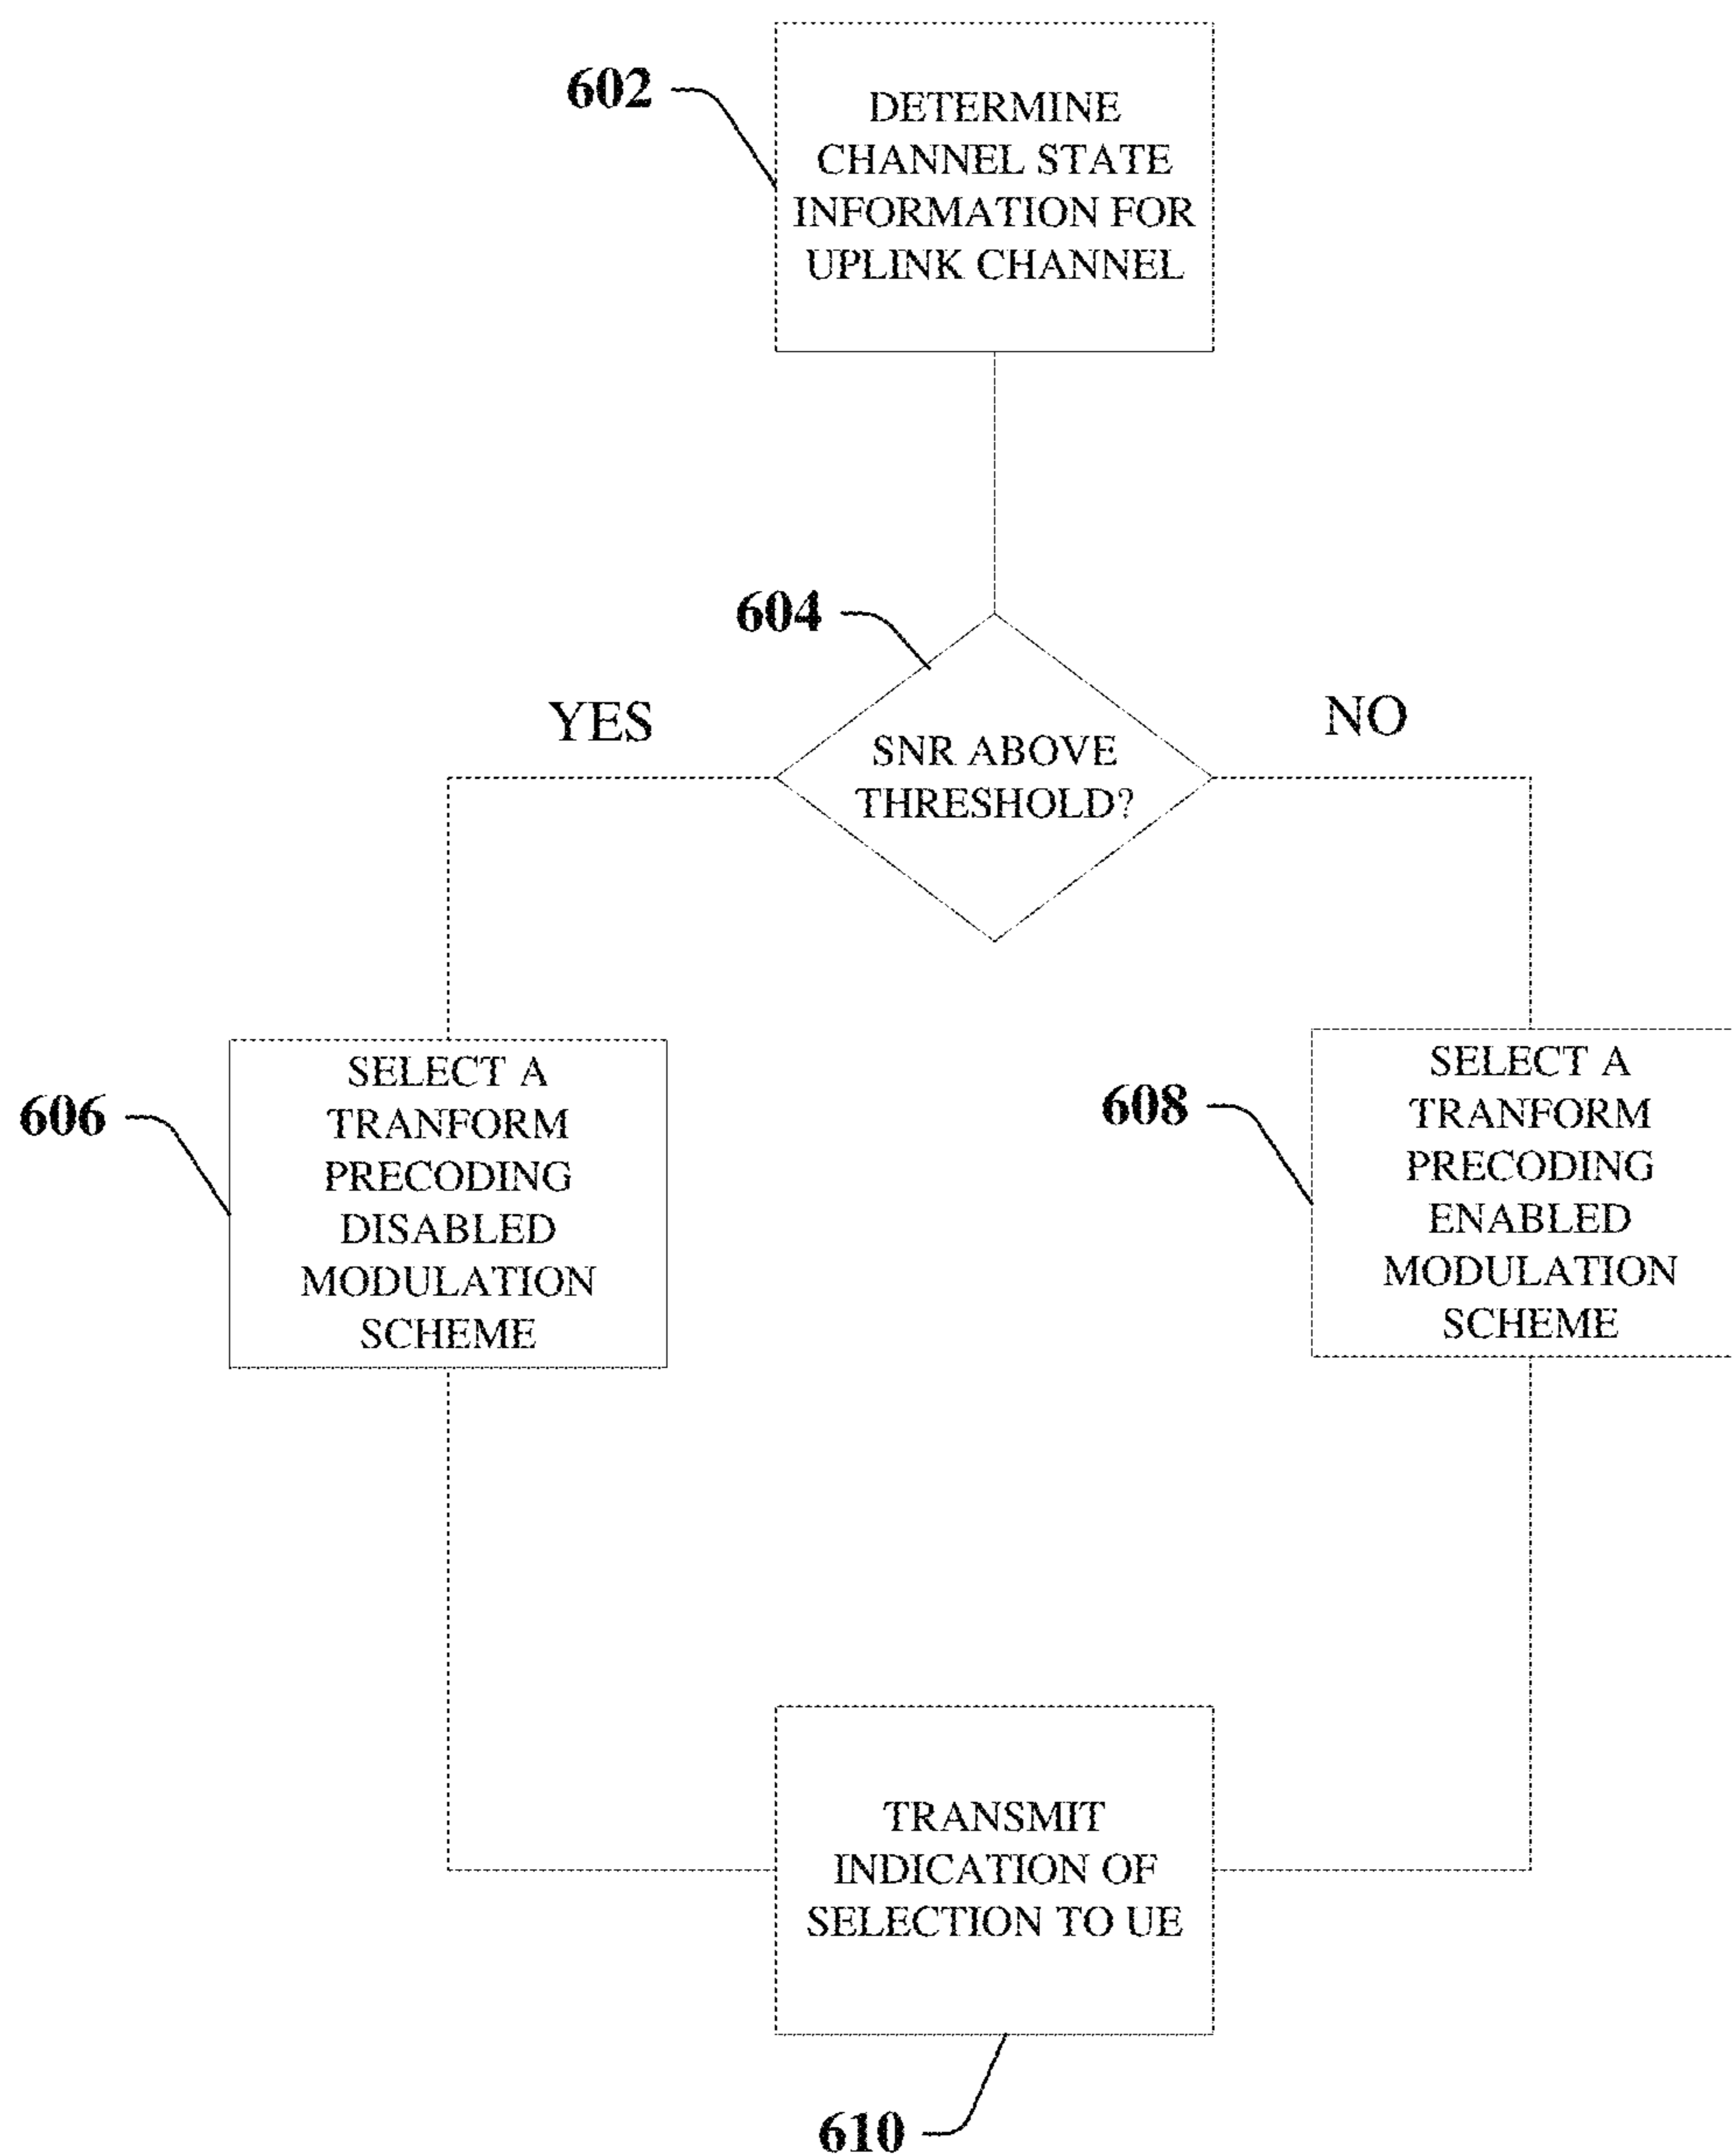 602
DETERMINE
CHANNEL STATE
INFORMATION FOR
UPLINK CHANNEL
604
YES
NO
SNR ABOVE
THRESHOLD?
606
SELECT A
TRANFORM
PRECODING
DISABLED
MODULATION
SCHEME
608
SELECT A
TRANFORM
PRECODING
ENABLED
MODULATION
SCHEME
TRANSMIT
INDICATION OF
SELECTION TO UE
610